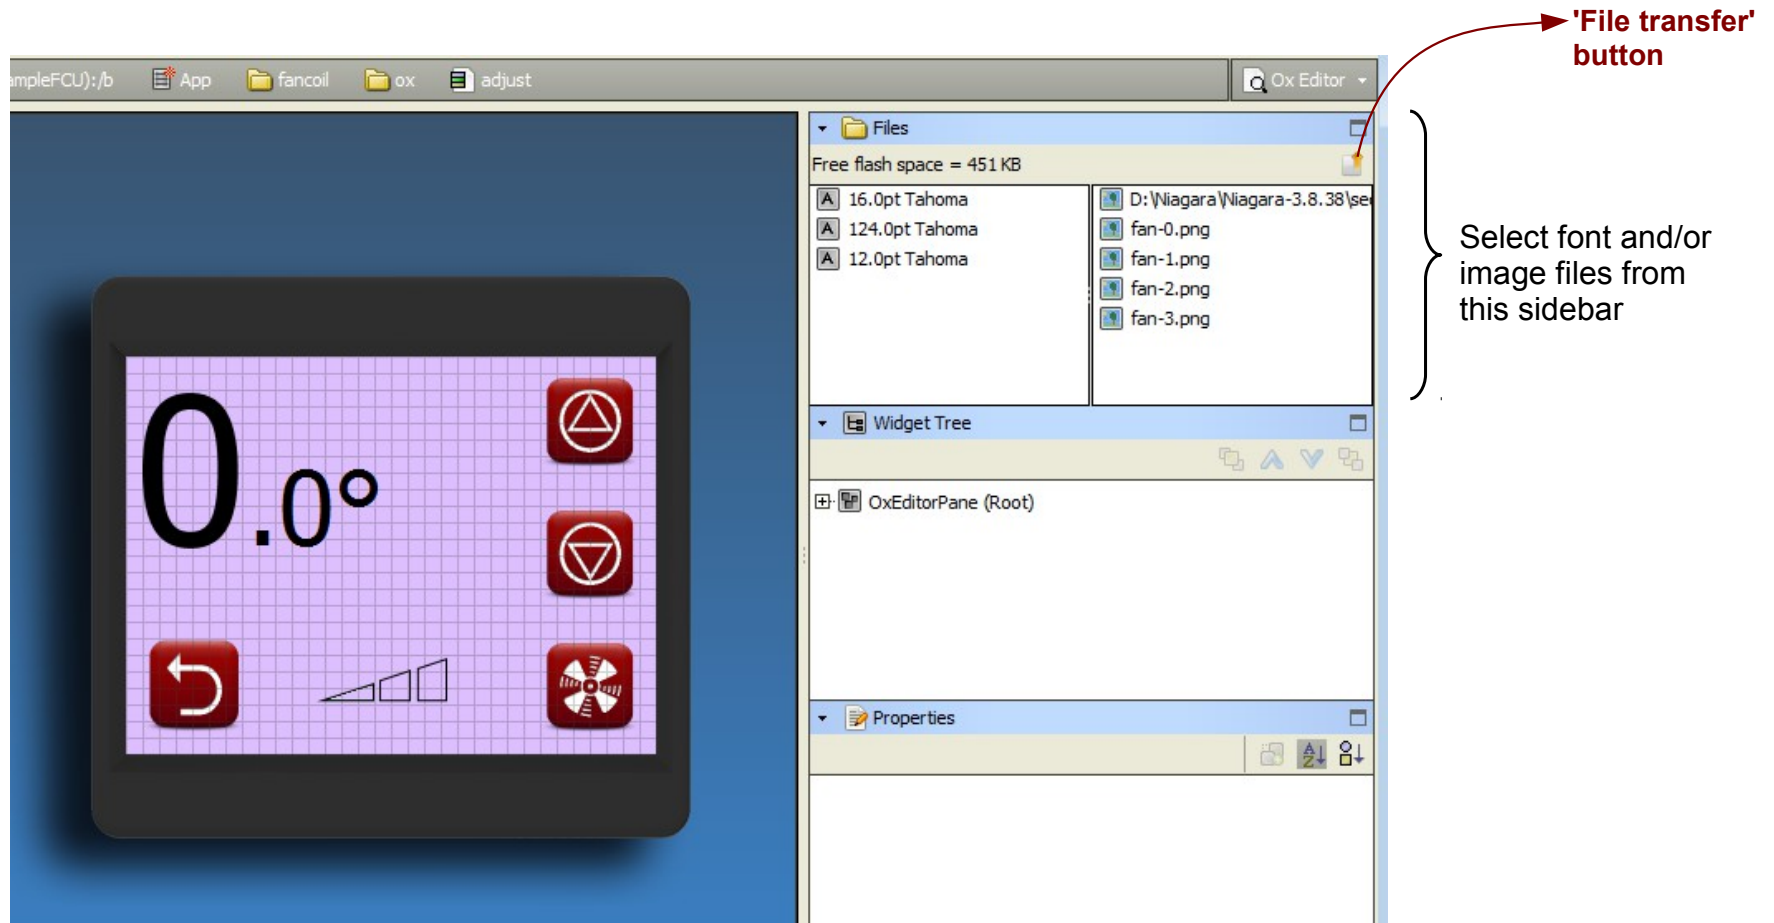 'File transfer'
button
ampleFCU):/b App fancoil ox adjust Ox Editor
Files
Free flash space = 451 KB
16.0pt Tahoma
124.0pt Tahoma
12.0pt Tahoma
D:\Niagara\Niagara-3.8.38\sed
fan-0.png
fan-1.png
fan-2.png
fan-3.png
Select font and/or
image files from
this sidebar
Widget Tree
OxEditorPane (Root)
Properties
0.0°